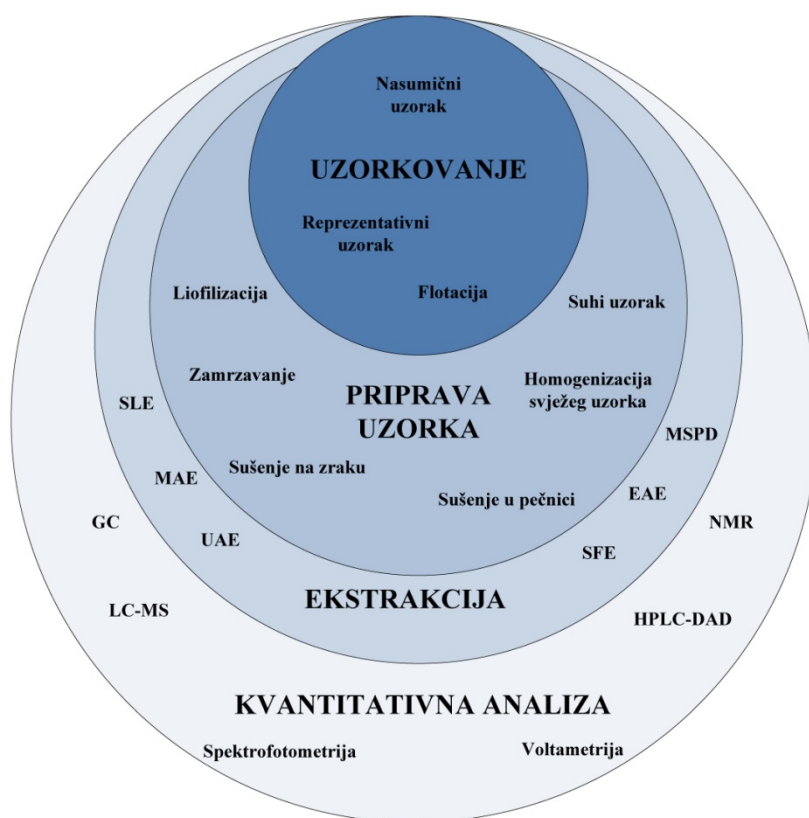 Nasumični
uzorak
UZORKOVANJE
Reprezentativni
uzorak
Liofilizacija
Flotacija
Suhi uzorak
Zamrzavanje
Homogenizacija
svježeg uzorka
PRIPRAVA
UZORKA
SLE
MSPD
Sušenje na zraku
MAE
Sušenje u pečnici
EAE
GC
NMR
UAE
SFE
EKSTRAKCIJA
LC-MS
HPLC-DAD
KVANTITATIVNA ANALIZA
Spektrofotometrija
Voltametrija